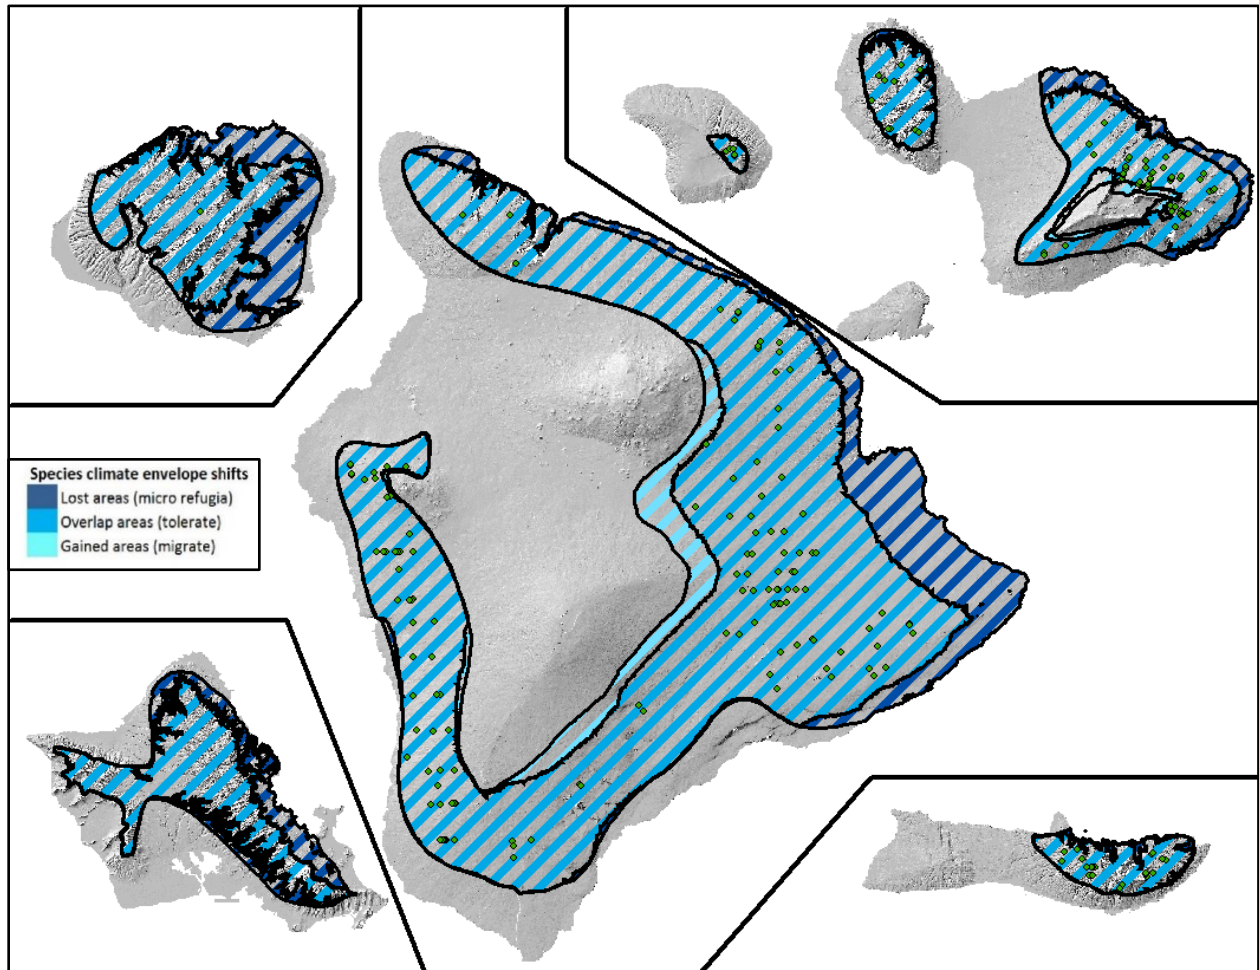 Species climate envelope shifts
Lost areas (micro refugia)
Overlap areas (tolerate)
Gained areas (migrate)